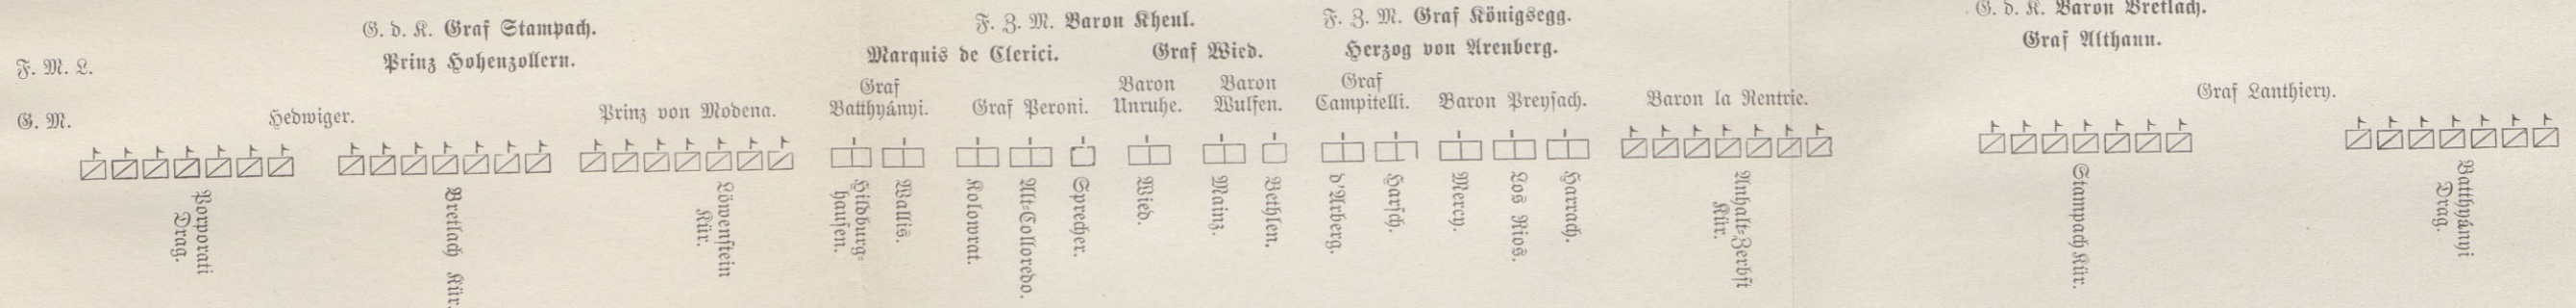 G. d. K. Graf Stampach.
F. Z. M. Baron Kheul.
F. Z. M. Graf Königsegg.
G. d. K. Baron Bretlach.
F. M. L.
Prinz Hohenzollern.
Marquis de Clerici.
Graf Wied.
Herzog von Arenberg.
Graf Althann.
G. M.
Hedwiger.
Prinz von Modena.
Graf
Batthyányi.
Graf Peroni.
Baron
Unruhe.
Baron
Wulfen.
Graf
Campitelli.
Baron Preysach.
Baron la Rentrie.
Graf Lanthiery.
Porporati
Drag.
Bretlach Kür.
Löwenstein
Kür.
Hildburg-
hausen.
Wallis.
Kolowrat.
Alt-Colloredo.
Sprecher.
Wied.
Mainz.
Bethlen.
d'Arberg.
Harsch.
Mercy.
Los Rios.
Harrach.
Anhalt-Zerbst
Kür.
Stampach Kür.
Batthyányi
Drag.